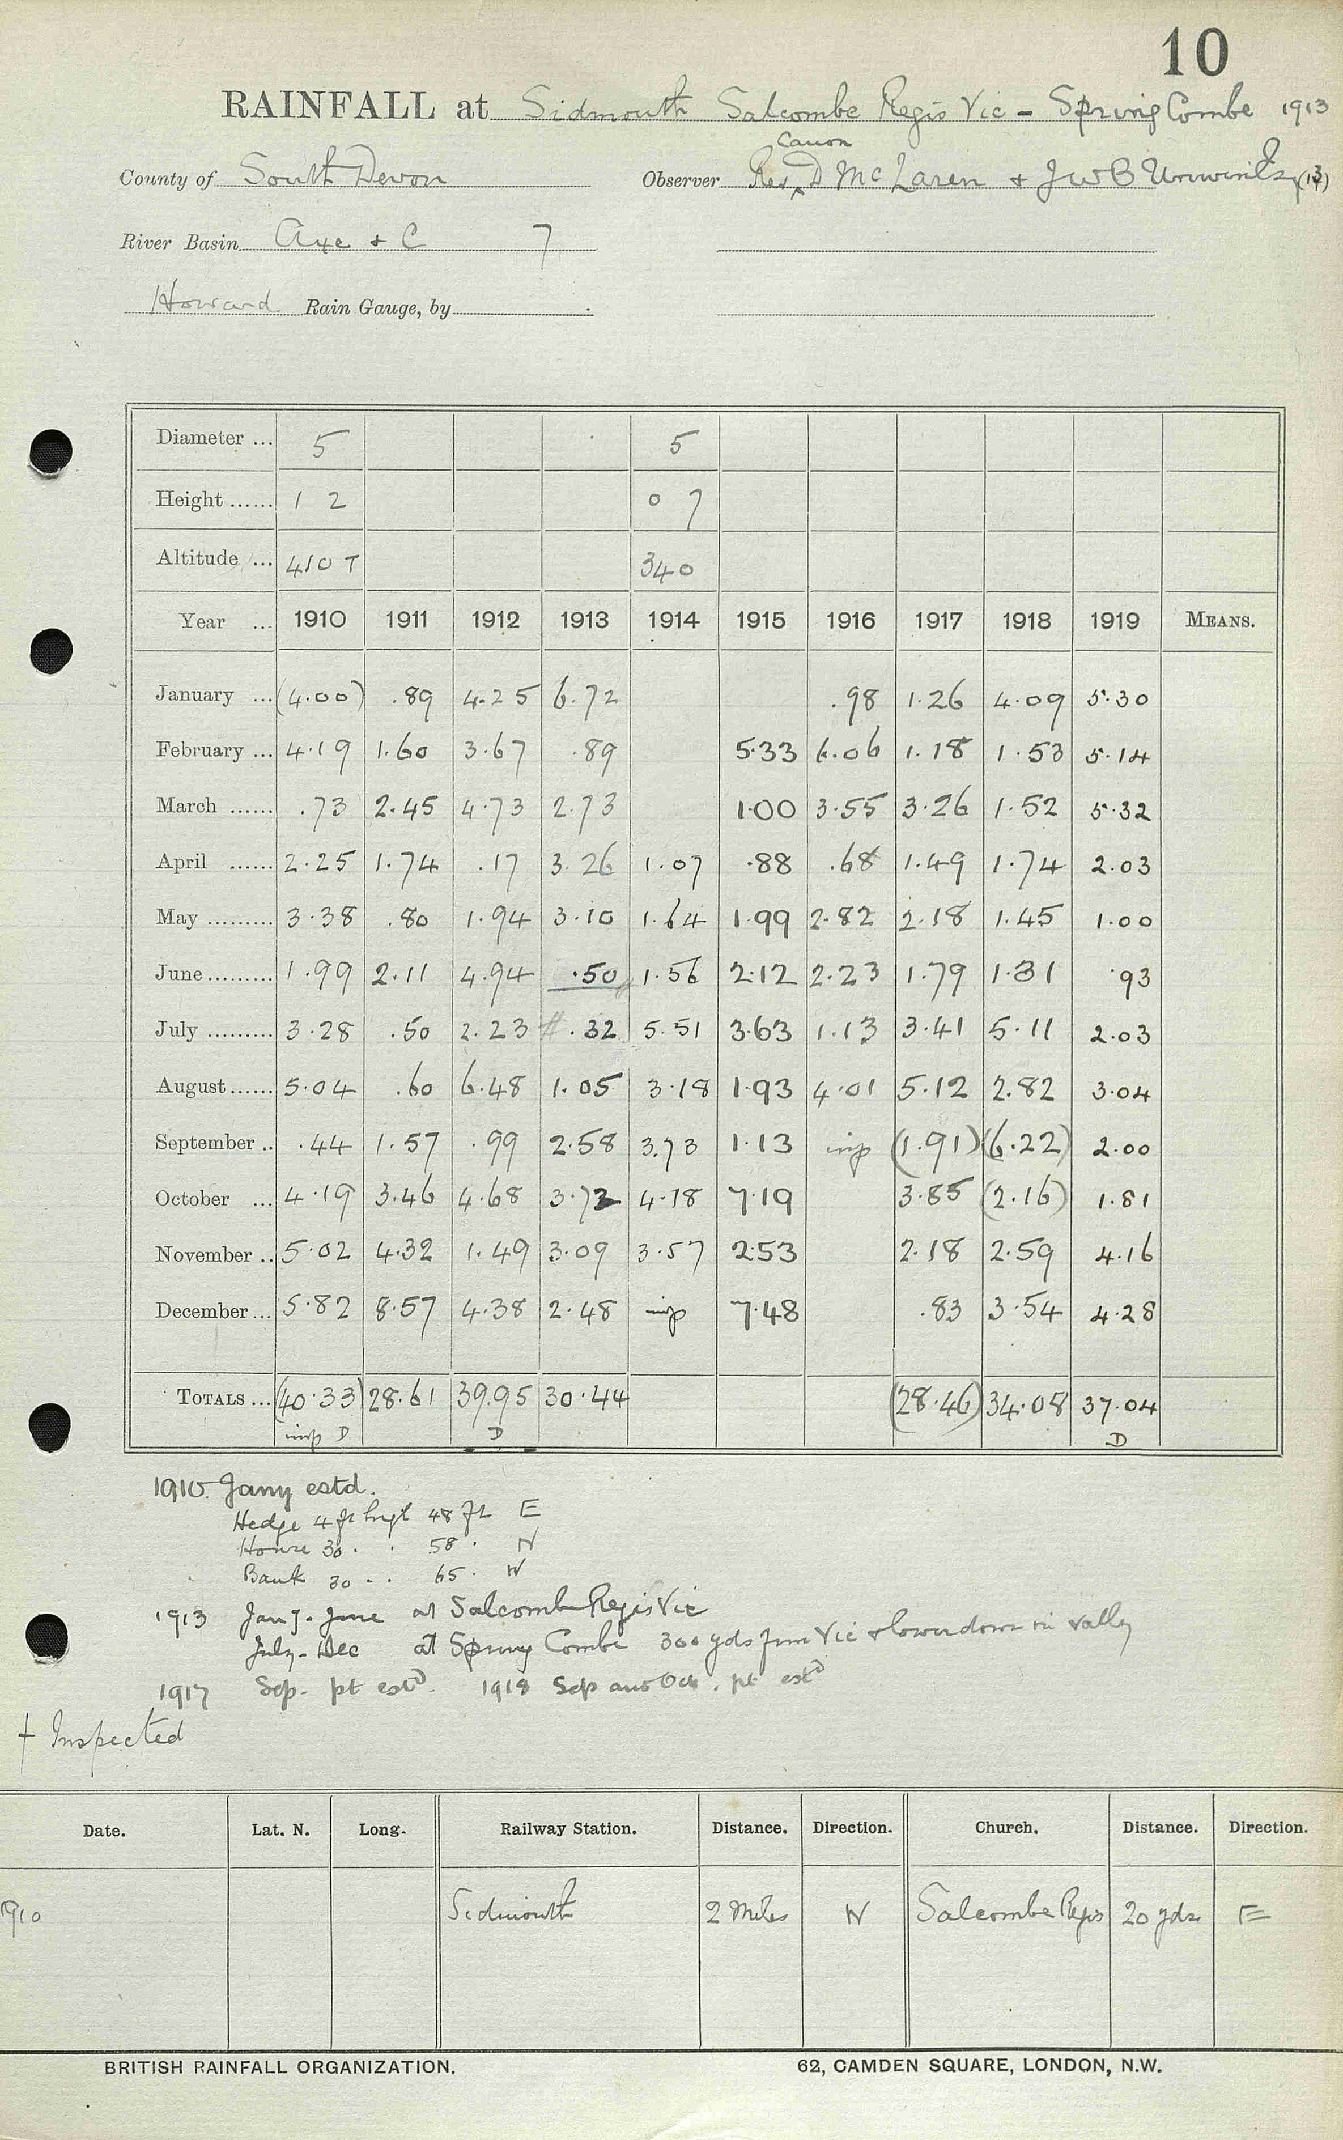 10
RAINFALL at Sidmouth Salcombe Regis Vic - Spring Combe 1913
Canon
County of South Devon Observer Rev D McLaren + J W B
River Basin Axe + C 7
Howard Rain Gauge, by
Diameter ... 5 5
Height ...... 1 2 0 7
Altitude ... 410 T 340
Year ... 1910 1911 1912 1913 1914 1915 1916 1917 1918 1919 MEANS.
January ... (4.00) .89 4.25 6.72 .98 1.26 4.09 5.30
February ... 4.19 1.60 3.67 .89 5.33 6.06 1.18 1.53 5.14
March ...... .73 2.45 4.73 2.73 1.00 3.55 3.26 1.52 5.32
April ...... 2.25 1.74 .17 3.26 1.07 .88 .68 1.49 1.74 2.03
May ......... 3.38 .80 1.94 3.10 1.64 1.99 2.82 2.18 1.45 1.00
June ......... 1.99 2.11 4.94 .50 1.56 2.12 2.23 1.79 1.31 .93
July ......... 3.28 .50 2.23 .32 5.51 3.63 1.13 3.41 5.11 2.03
August ...... 5.04 .60 6.48 1.05 3.18 1.93 4.01 5.12 2.82 3.04
September .. .44 1.57 .99 2.58 3.73 1.13 imp (1.91) (6.22) 2.00
October ... 4.19 3.46 4.68 3.72 4.18 7.19 3.85 (2.16) 1.81
November .. 5.02 4.32 1.49 3.09 3.57 2.53 2.18 2.59 4.16
December ... 5.82 8.57 4.38 2.48 imp 7.48 .83 3.54 4.28
TOTALS ... (40.33) 28.61 39.95 30.44 (28.46) 34.08 37.04
imp D D D
1910 Jany estd.
Hedge 4 ft hgt 48 ft E
House 30 . . 58 . N
Bank 30 . . 65 . W
1913 Jany - June at Salcombe Regis Vic
July - Dec at Spring Combe 300 yds from Vic & lower down in valley
1917 Sep. pt estd. 1918 Sep and Oct. pt estd
+ Inspected
Date. Lat. N. Long. Railway Station. Distance. Direction. Church. Distance. Direction.
1910 Sidmouth 2 Miles W Salcombe Regis 20 yds E
BRITISH RAINFALL ORGANIZATION. 62, CAMDEN SQUARE, LONDON, N.W.